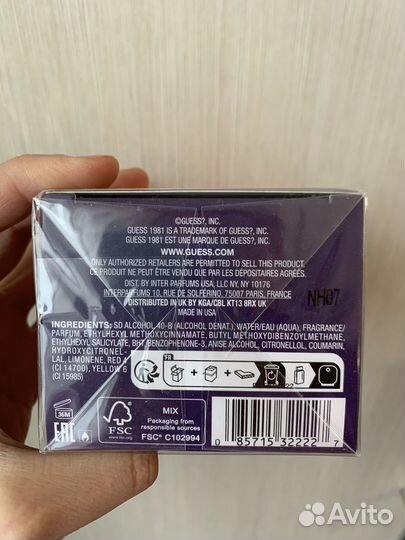 ©GUESS?, INC.
GUESS 1981 IS A TRADEMARK OF GUESS?, INC.
GUESS 1981 EST UNE MARQUE DE GUESS?, INC.
WWW.GUESS.COM
ONLY AUTHORIZED RETAILERS ARE PERMITTED TO SELL THIS PRODUCT.
CE PRODUIT NE PEUT ÊTRE VENDU QUE PAR LES DÉPOSITAIRES AGRÉÉS.
DIST. BY INTER PARFUMS USA, LLC NY, NY 10176
INTERPARFUMS 10, RUE DE SOLFÉRINO, 75007 PARIS, FRANCE
DISTRIBUTED IN UK BY KGA/CBL KT13 8RX UK
MADE IN USA
NH07
INGREDIENTS: SD ALCOHOL 40-B (ALCOHOL DENAT.), WATER/EAU (AQUA), FRAGRANCE/
PARFUM, ETHYLHEXYL METHOXYCINNAMATE, BUTYL METHOXYDIBENZOYLMETHANE,
ETHYLHEXYL SALICYLATE, BHT, BENZOPHENONE-3, ANISE ALCOHOL, CITRONELLOL, COUMARIN,
HYDROXYCITRONEL-
LAL, LIMONENE, RED 4
(CI 14700), YELLOW 6
(CI 15985)
FR
22
36M
EAC
FSC
www.fsc.org
MIX
Packaging from
responsible sources
FSC® C102994
0 85715 32222 7
Avito